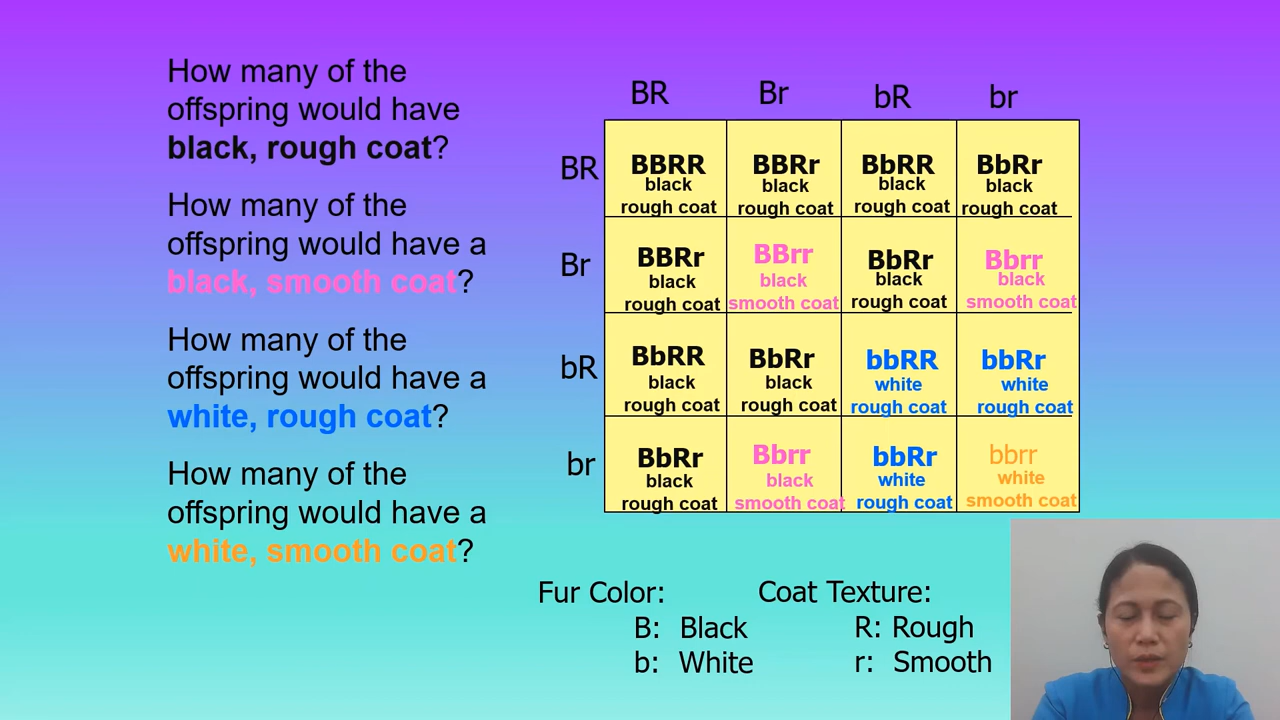 How many of the
offspring would have
black, rough coat?
How many of the
offspring would have a
black, smooth coat?
How many of the
offspring would have a
white, rough coat?
How many of the
offspring would have a
white, smooth coat?
BR Br bR br
BR BBRR BBRr BbRR BbRr
black black black black
rough coat rough coat rough coat rough coat
Br BBRr BBrr BbRr Bbrr
black black black black
rough coat smooth coat rough coat smooth coat
bR BbRR BbRr bbRR bbRr
black black white white
rough coat rough coat rough coat rough coat
br BbRr Bbrr bbRr bbrr
black black white white
rough coat smooth coat rough coat smooth coat
Fur Color: Coat Texture:
B: Black R: Rough
b: White r: Smooth